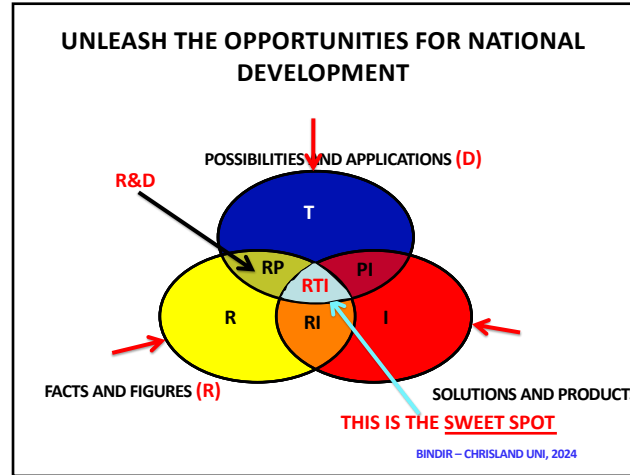 UNLEASH THE OPPORTUNITIES FOR NATIONAL
DEVELOPMENT
POSSIBILITIES AND APPLICATIONS (D)
R&D
T
RP
PI
RTI
R
RI
I
FACTS AND FIGURES (R)
SOLUTIONS AND PRODUCT
THIS IS THE SWEET SPOT
BINDIR – CHRISLAND UNI, 2024